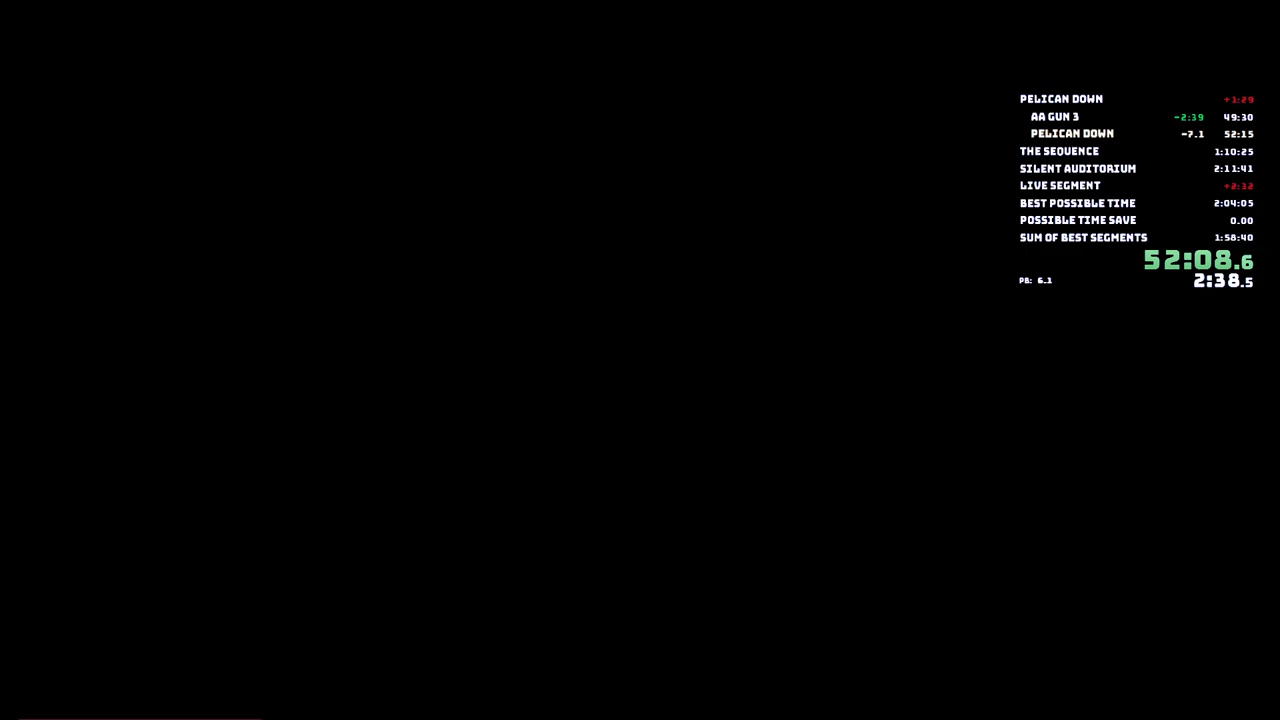 PELICAN DOWN +1:29
AA GUN 3 -2:39 49:30
PELICAN DOWN -7.1 52:15
THE SEQUENCE 1:10:25
SILENT AUDITORIUM 2:11:41
LIVE SEGMENT +2:32
BEST POSSIBLE TIME 2:04:05
POSSIBLE TIME SAVE 0.00
SUM OF BEST SEGMENTS 1:58:40
52:08.6
PB: 6.1 2:38.5